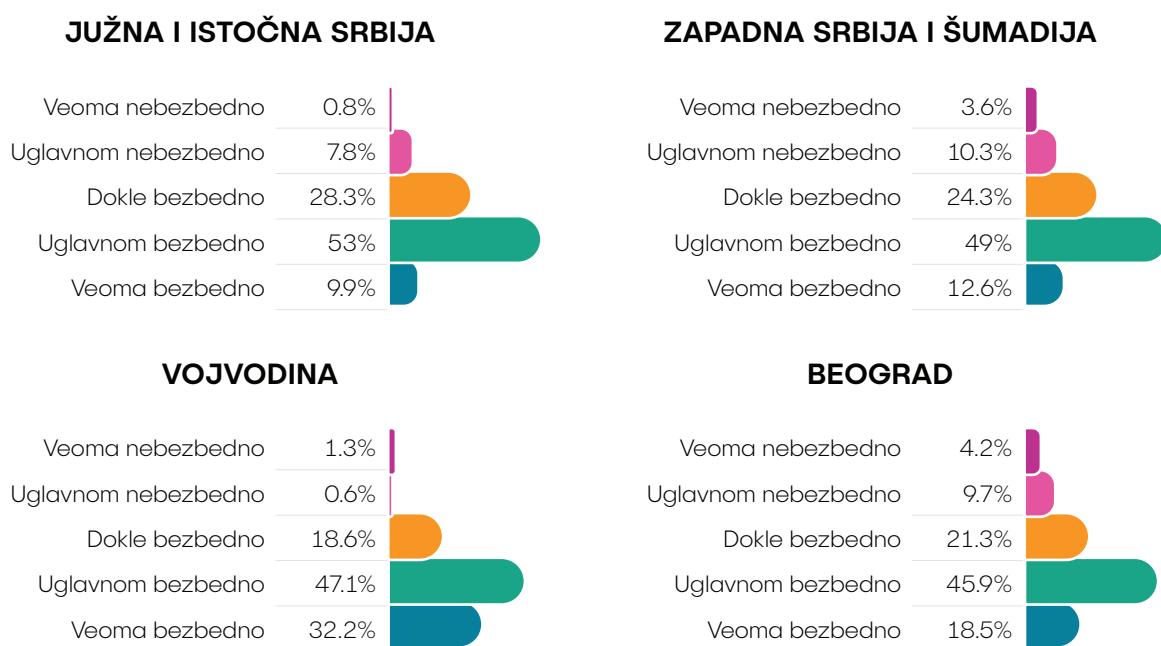 JUŽNA I ISTOČNA SRBIJA
Veoma nebezbedno 0.8%
Uglavnom nebezbedno 7.8%
Dokle bezbedno 28.3%
Uglavnom bezbedno 53%
Veoma bezbedno 9.9%
ZAPADNA SRBIJA I ŠUMADIJA
Veoma nebezbedno 3.6%
Uglavnom nebezbedno 10.3%
Dokle bezbedno 24.3%
Uglavnom bezbedno 49%
Veoma bezbedno 12.6%
VOJVODINA
Veoma nebezbedno 1.3%
Uglavnom nebezbedno 0.6%
Dokle bezbedno 18.6%
Uglavnom bezbedno 47.1%
Veoma bezbedno 32.2%
BEOGRAD
Veoma nebezbedno 4.2%
Uglavnom nebezbedno 9.7%
Dokle bezbedno 21.3%
Uglavnom bezbedno 45.9%
Veoma bezbedno 18.5%